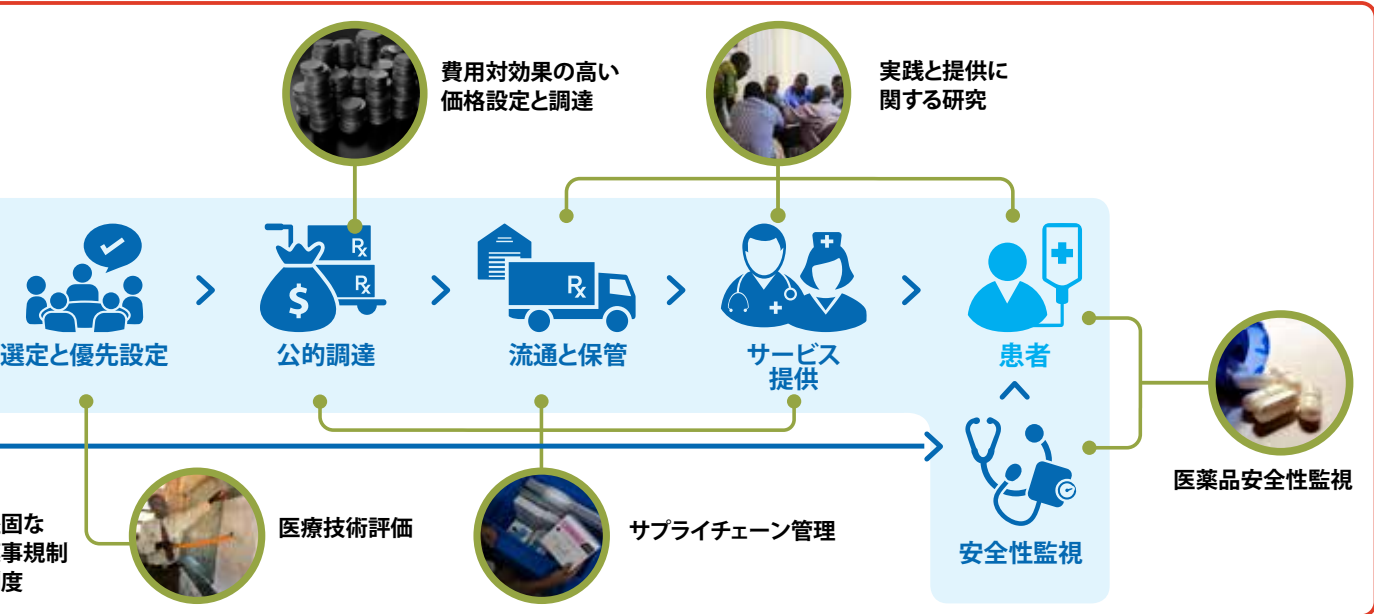 費用対効果の高い
価格設定と調達
実践と提供に
関する研究
Rx
Rx
$
Rx
選定と優先設定
公的調達
流通と保管
サービス
提供
患者
医薬品安全性監視
固な
事規制
度
医療技術評価
サプライチェーン管理
安全性監視